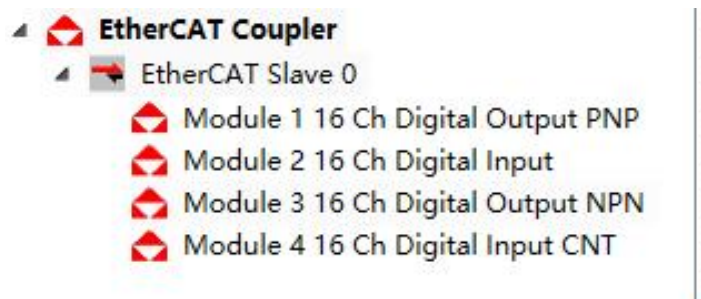 EtherCAT Coupler
EtherCAT Slave 0
Module 1 16 Ch Digital Output PNP
Module 2 16 Ch Digital Input
Module 3 16 Ch Digital Output NPN
Module 4 16 Ch Digital Input CNT